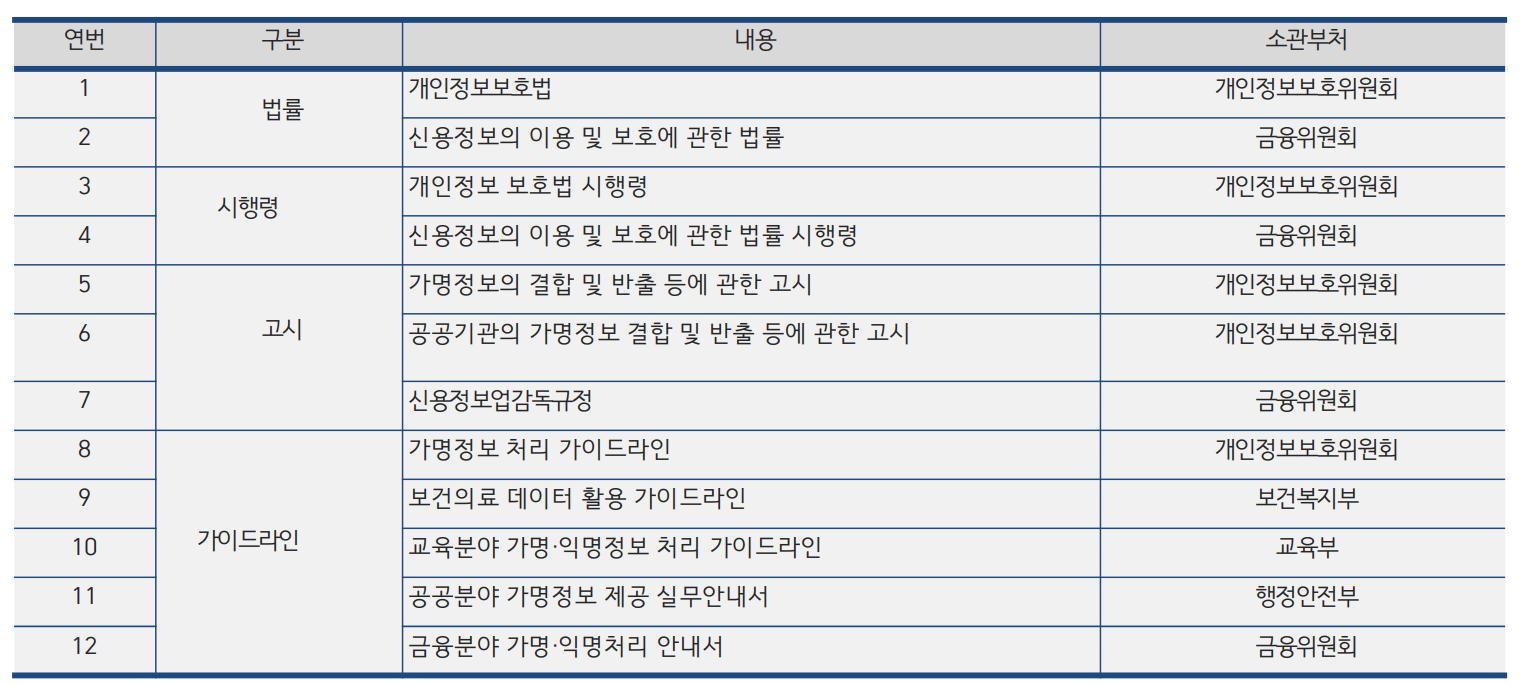 연번 구분 내용 소관부처
1 법률 개인정보보호법 개인정보보호위원회
2 신용정보의 이용 및 보호에 관한 법률 금융위원회
3 시행령 개인정보 보호법 시행령 개인정보보호위원회
4 신용정보의 이용 및 보호에 관한 법률 시행령 금융위원회
5 고시 가명정보의 결합 및 반출 등에 관한 고시 개인정보보호위원회
6 공공기관의 가명정보 결합 및 반출 등에 관한 고시 개인정보보호위원회
7 신용정보업감독규정 금융위원회
8 가이드라인 가명정보 처리 가이드라인 개인정보보호위원회
9 보건의료 데이터 활용 가이드라인 보건복지부
10 교육분야 가명·익명정보 처리 가이드라인 교육부
11 공공분야 가명정보 제공 실무안내서 행정안전부
12 금융분야 가명·익명처리 안내서 금융위원회